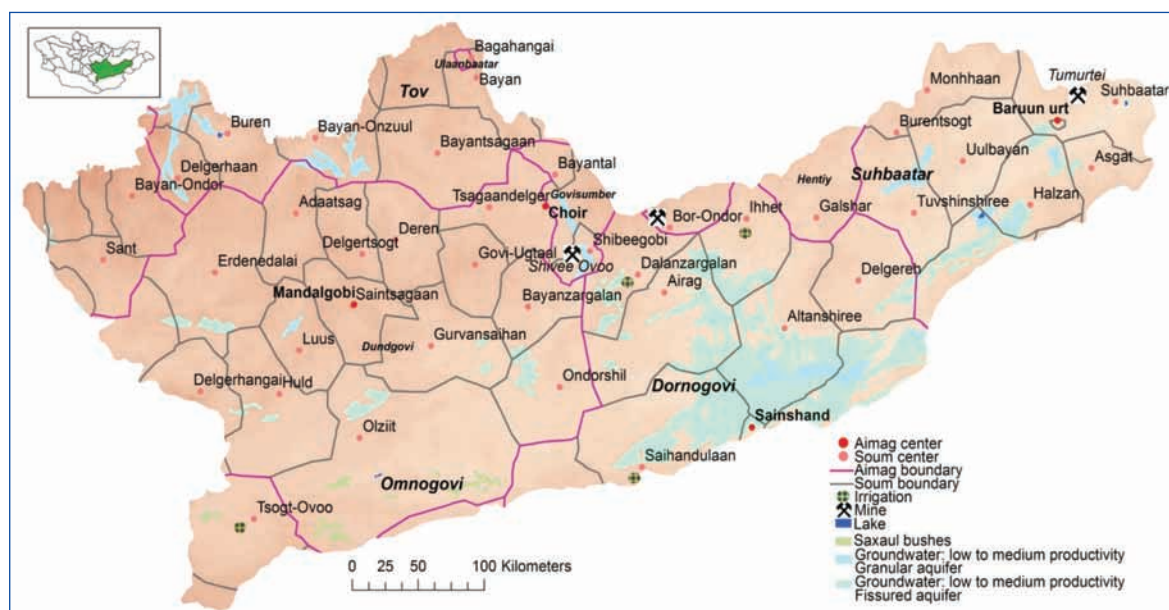 Bagahangai
Ulaanbaatar
Bayan
Tov
Monhhaan
Tumurtei
Suhbaatar
Baruun urt
Buren
Bayan-Onzuul
Burentsogt
Bayantsagaan
Uulbayan
Asgat
Delgerhaan
Bayantal
Bayan-Ondor
Hentiy
Suhbaatar
Tsagaandelger
Govisumber
Halzan
Adaatsag
Choir
Bor-Ondor
Ihhet
Galshar
Tuvshinshiree
Deren
Sant
Delgertsogt
Govi-Ugtaal
Shibeegobi
Erdenedalai
Shivee Ovoo
Dalanzargalan
Delgereh
Airag
Mandalgobi
Saintsagaan
Bayanzargalan
Altanshiree
Luus
Dundgovi
Gurvansaihan
Delgerhangai
Huld
Ondorshil
Dornogovi
Sainshand
Olziit
Saihandulaan
Omnogovi
Tsogt-Ovoo
0 25 50 100 Kilometers
Aimag center
Soum center
Aimag boundary
Soum boundary
Irrigation
Mine
Lake
Saxaul bushes
Groundwater: low to medium productivity
Granular aquifer
Groundwater: low to medium productivity
Fissured aquifer